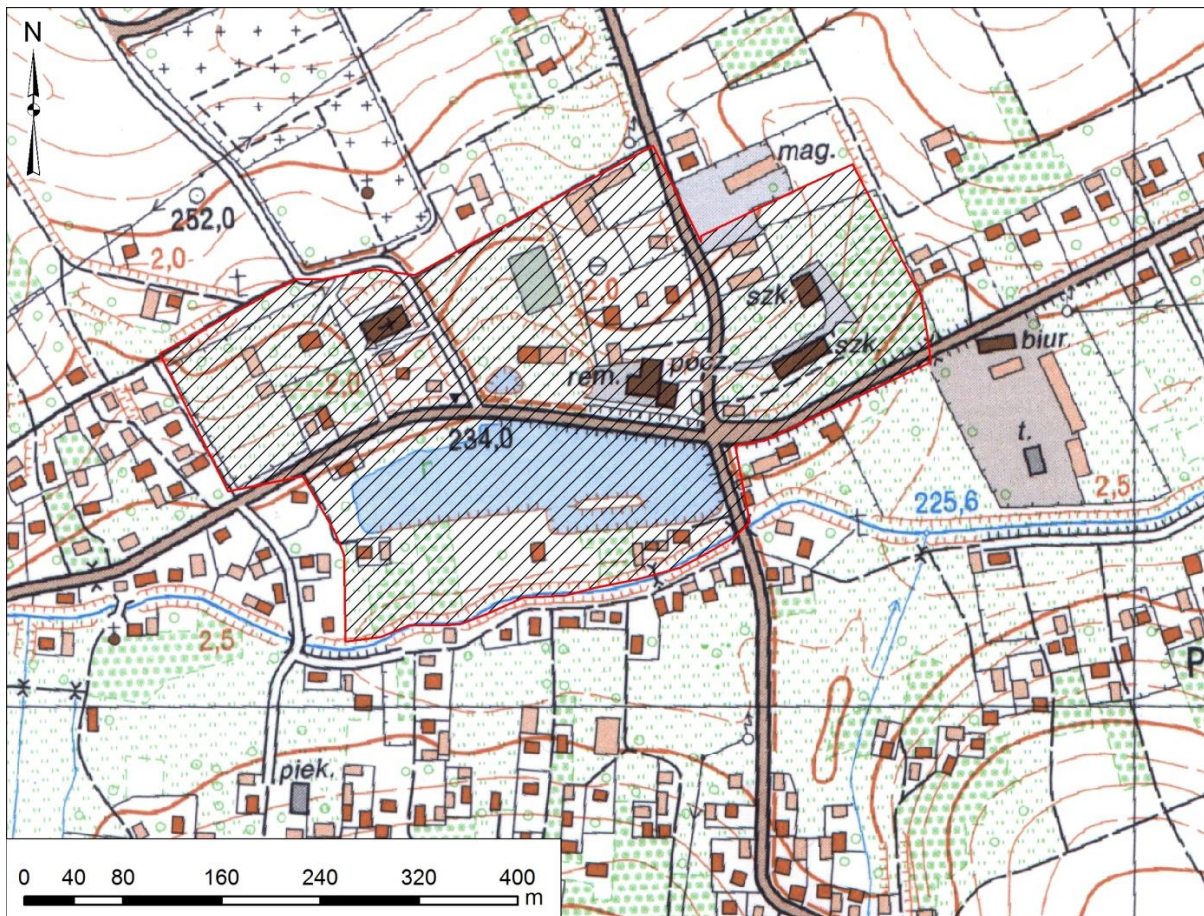 N
mag.
252,0
2,0
2,0
szk.
2,0
szk.
biur.
pocz.
rem.
234,0
t.
2,5
225,6
2,5
P
piek.
0 40 80 160 240 320 400
m